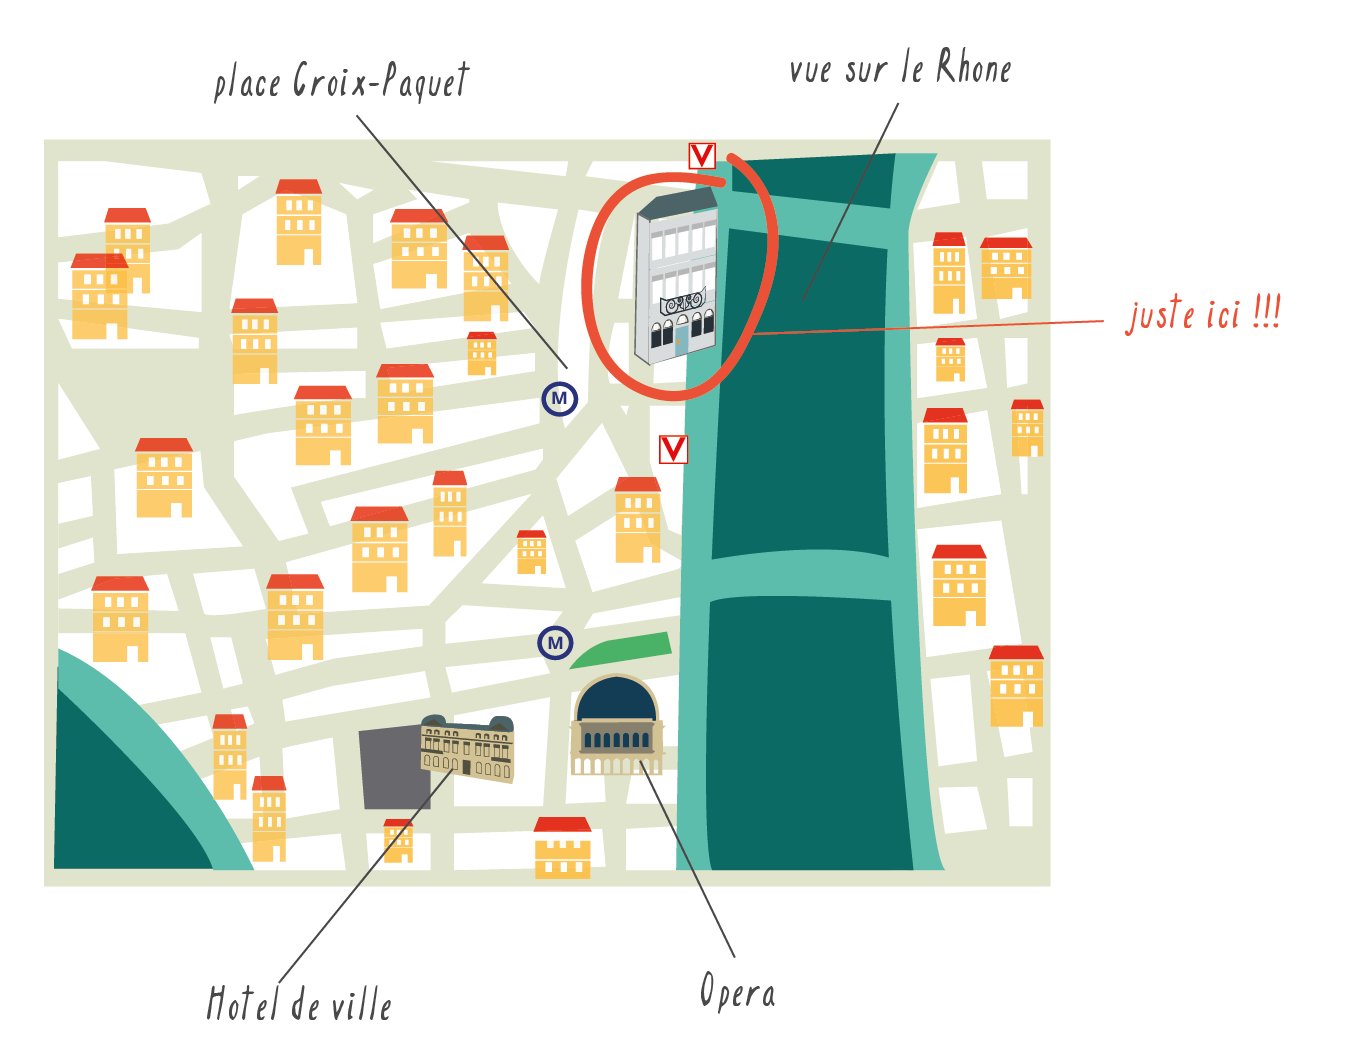 place Croix-Paquet
vue sur le Rhone
V
juste ici !!!
M
V
M
Hotel de ville
Opera